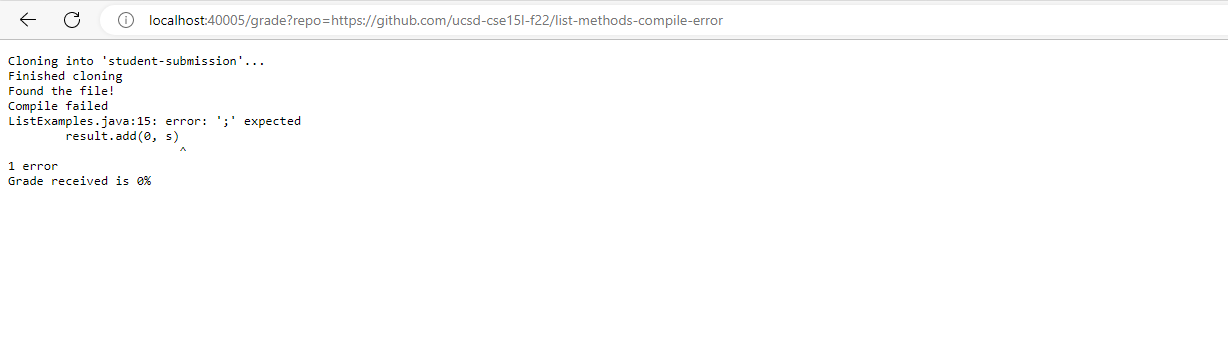 localhost:40005/grade?repo=https://github.com/ucsd-cse15l-f22/list-methods-compile-error
Cloning into 'student-submission'...
Finished cloning
Found the file!
Compile failed
ListExamples.java:15: error: ';' expected
        result.add(0, s)
                        ^
1 error
Grade received is 0%